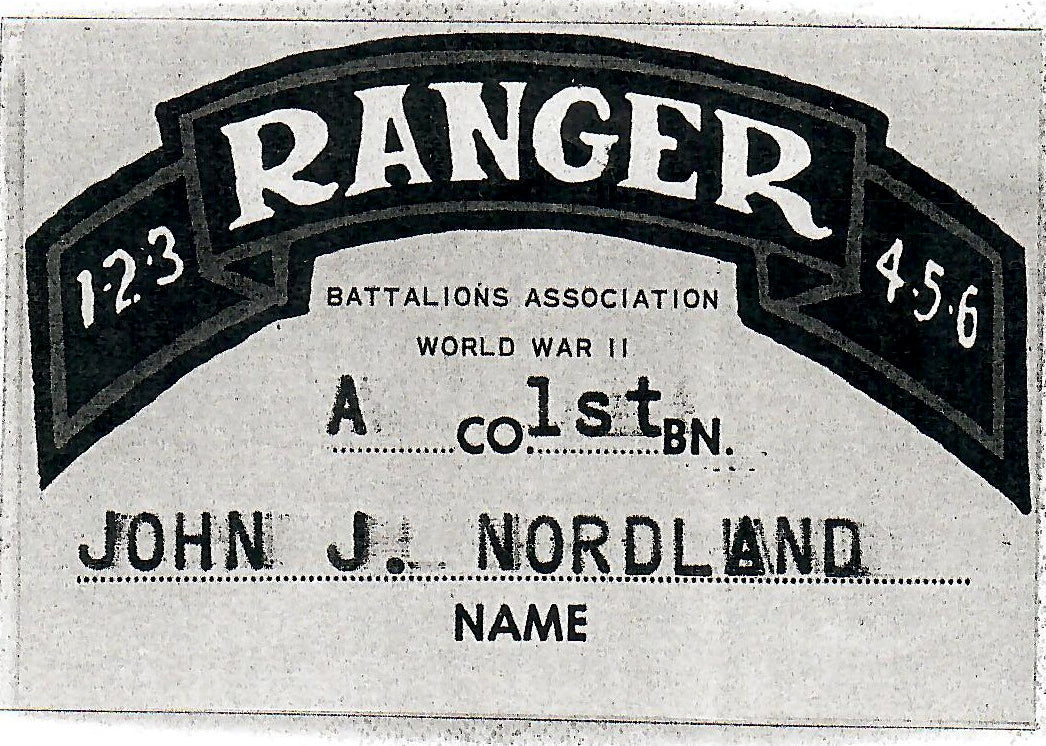 RANGER
1·2·3
4·5·6
BATTALIONS ASSOCIATION
WORLD WAR II
A CO. 1st BN.
JOHN J. NORDLAND
NAME